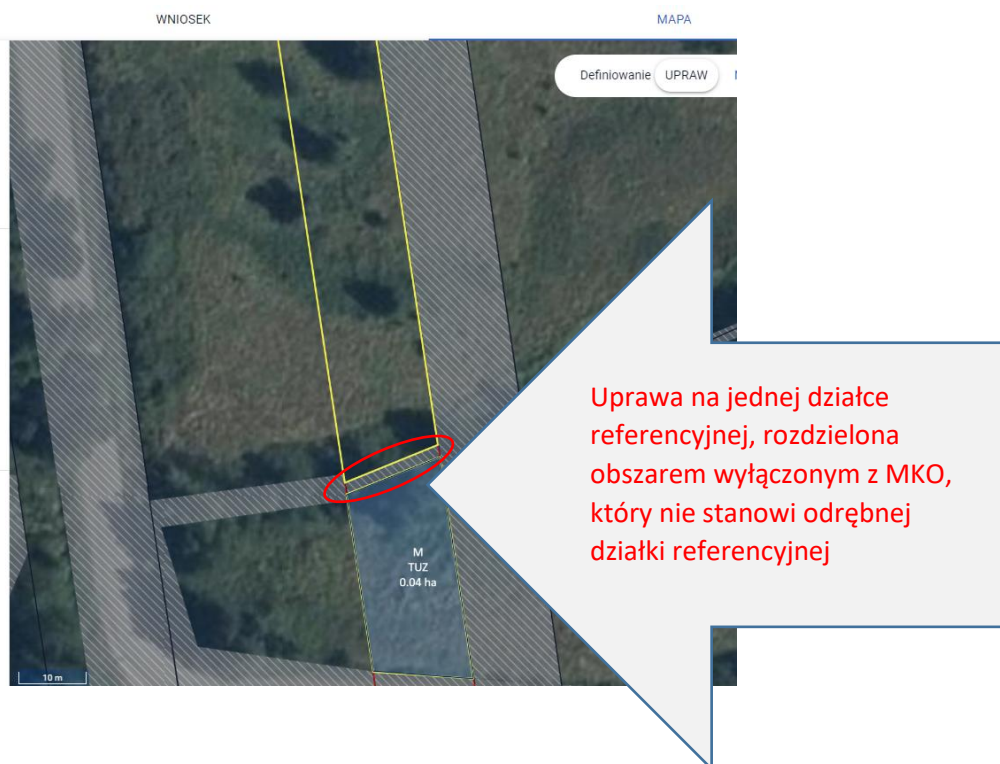 WNIOSEK
MAPA
Definiowanie UPRAW
Uprawa na jednej działce
referencyjnej, rozdzielona
obszarem wyłączonym z MKO,
który nie stanowi odrębnej
działki referencyjnej
M
TUZ
0.04 ha
10 m